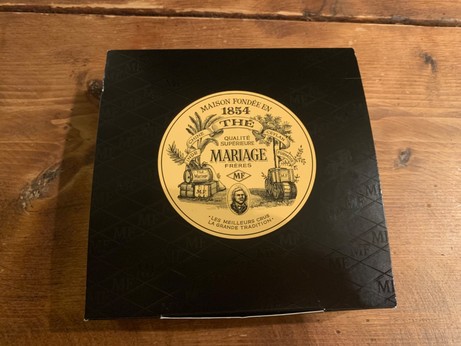 MAISON FONDÉE EN
1854
THÉ
QUALITÉ
SUPÉRIEURE
MARIAGE
FRÈRES
MF
"LES MEILLEURS CRUS
LA GRANDE TRADITION"